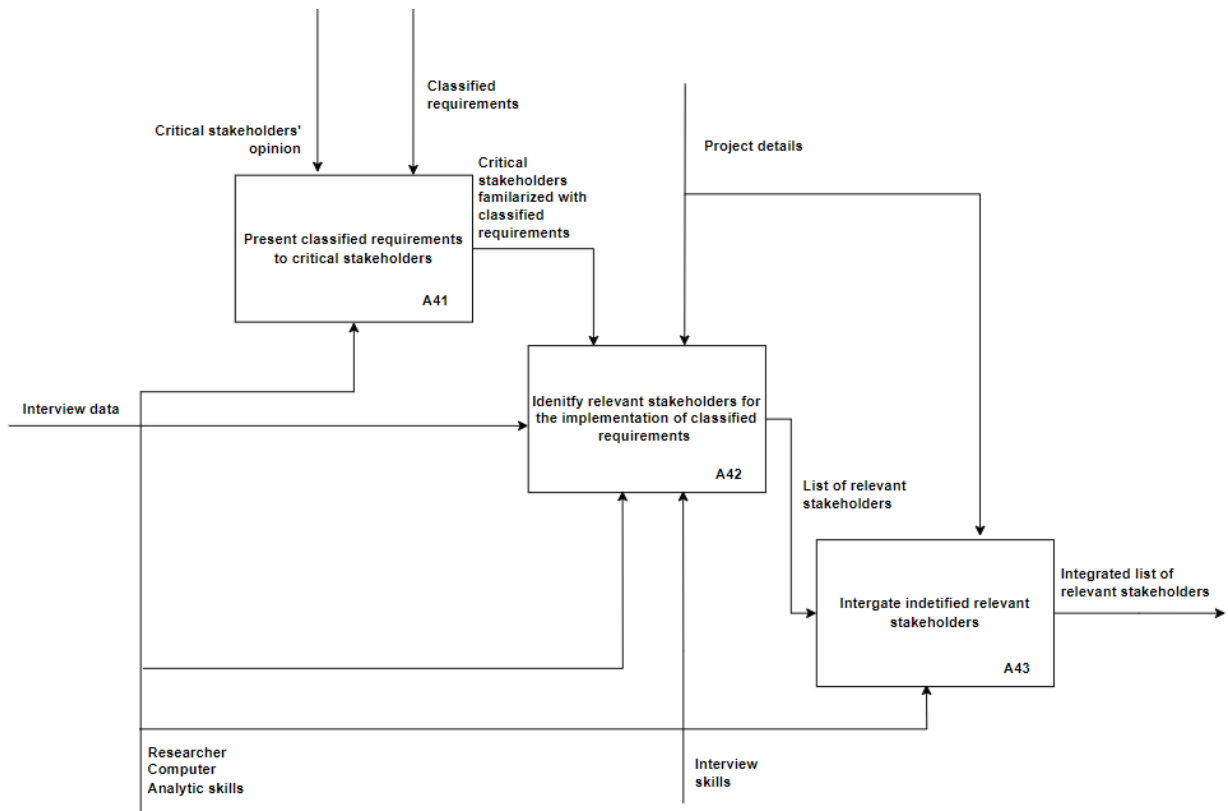 Classified
requirements
Critical stakeholders'
opinion
Project details
Critical
stakeholders
familarized with
classified
requirements
Present classified requirements
to critical stakeholders
A41
Interview data
Idenitfy relevant stakeholders for
the implementation of classified
requirements
A42
List of relevant
stakeholders
Integrated list of
relevant stakeholders
Intergate indetified relevant
stakeholders
A43
Researcher
Computer
Analytic skills
Interview
skills